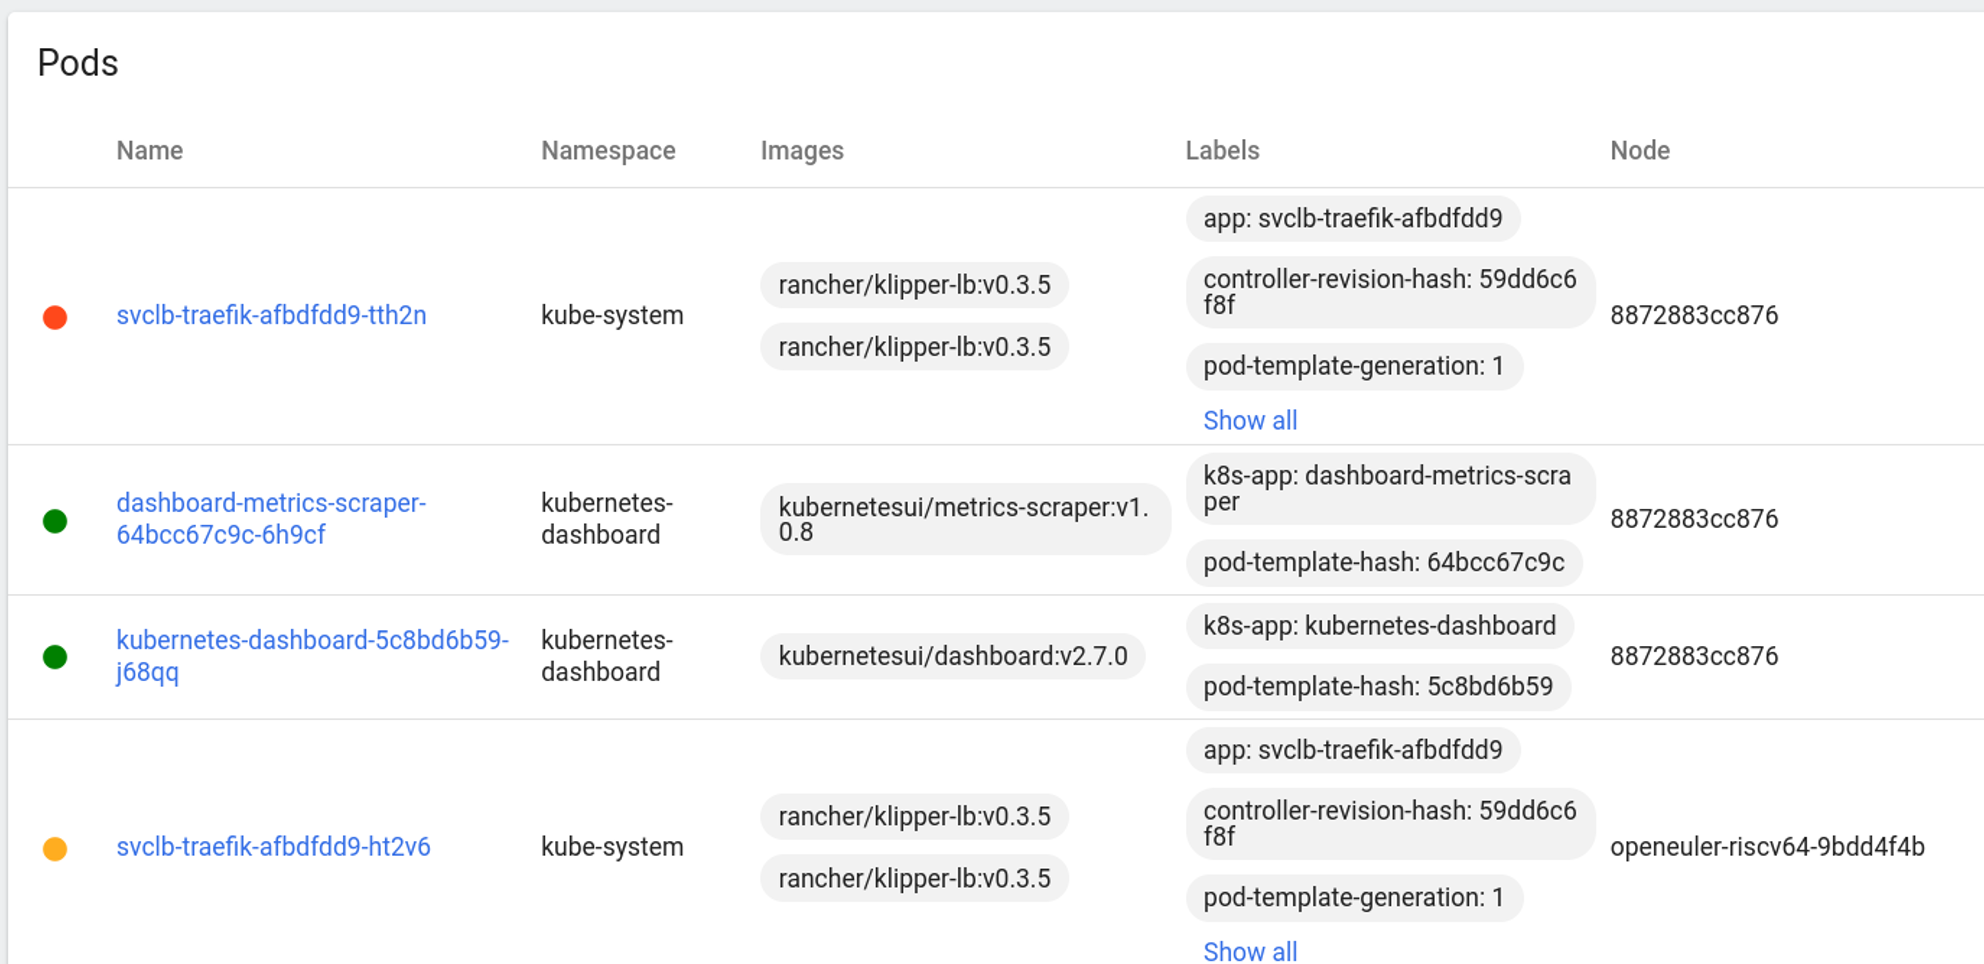 Pods
Name Namespace Images Labels Node
svclb-traefik-afbdfdd9-tth2n
kube-system
rancher/klipper-lb:v0.3.5
rancher/klipper-lb:v0.3.5
app: svclb-traefik-afbdfdd9
controller-revision-hash: 59dd6c6
f8f
pod-template-generation: 1
Show all
8872883cc876
dashboard-metrics-scraper-
64bcc67c9c-6h9cf
kubernetes-
dashboard
kubernetesui/metrics-scraper:v1.
0.8
k8s-app: dashboard-metrics-scra
per
pod-template-hash: 64bcc67c9c
8872883cc876
kubernetes-dashboard-5c8bd6b59-
j68qq
kubernetes-
dashboard
kubernetesui/dashboard:v2.7.0
k8s-app: kubernetes-dashboard
pod-template-hash: 5c8bd6b59
8872883cc876
svclb-traefik-afbdfdd9-ht2v6
kube-system
rancher/klipper-lb:v0.3.5
rancher/klipper-lb:v0.3.5
app: svclb-traefik-afbdfdd9
controller-revision-hash: 59dd6c6
f8f
pod-template-generation: 1
Show all
openeuler-riscv64-9bdd4f4b